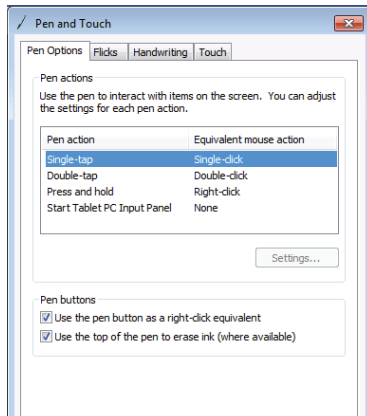 Pen and Touch
Pen Options Flicks Handwriting Touch
Pen actions
Use the pen to interact with items on the screen. You can adjust
the settings for each pen action.
Pen action Equivalent mouse action
Single-tap Single-click
Double-tap Double-click
Press and hold Right-click
Start Tablet PC Input Panel None
Settings...
Pen buttons
Use the pen button as a right-click equivalent
Use the top of the pen to erase ink (where available)